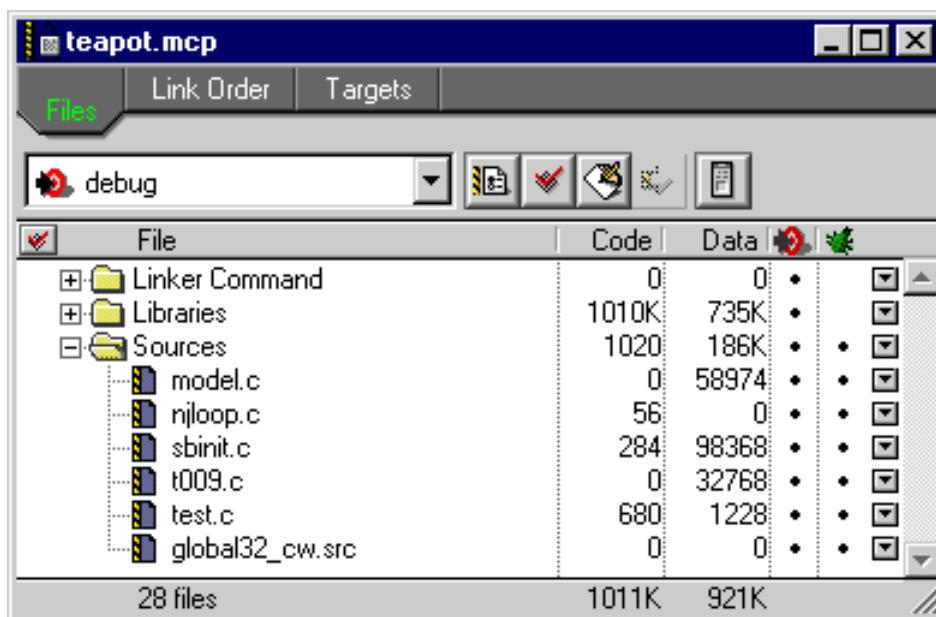 teapot.mcp
Files Link Order Targets
debug
File Code Data
Linker Command 0 0
Libraries 1010K 735K
Sources 1020 186K
model.c 0 58974
njloop.c 56 0
sbinit.c 284 98368
t009.c 0 32768
test.c 680 1228
global32_cw.src 0 0
28 files 1011K 921K